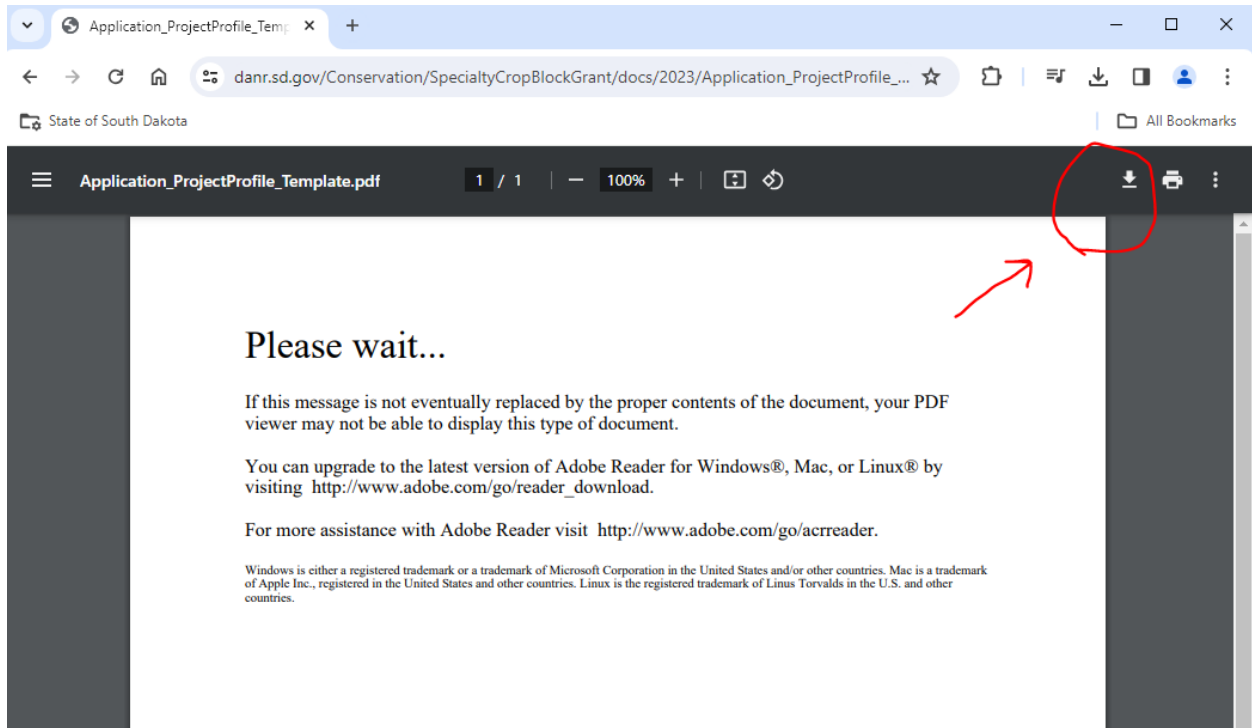 Application_ProjectProfile_Temp
danr.sd.gov/Conservation/SpecialtyCropBlockGrant/docs/2023/Application_ProjectProfile_...
State of South Dakota
All Bookmarks
Application_ProjectProfile_Template.pdf 1 / 1 100%
Please wait...
If this message is not eventually replaced by the proper contents of the document, your PDF
viewer may not be able to display this type of document.
You can upgrade to the latest version of Adobe Reader for Windows®, Mac, or Linux® by
visiting http://www.adobe.com/go/reader_download.
For more assistance with Adobe Reader visit http://www.adobe.com/go/acrreader.
Windows is either a registered trademark or a trademark of Microsoft Corporation in the United States and/or other countries. Mac is a trademark
of Apple Inc., registered in the United States and other countries. Linux is the registered trademark of Linus Torvalds in the U.S. and other
countries.